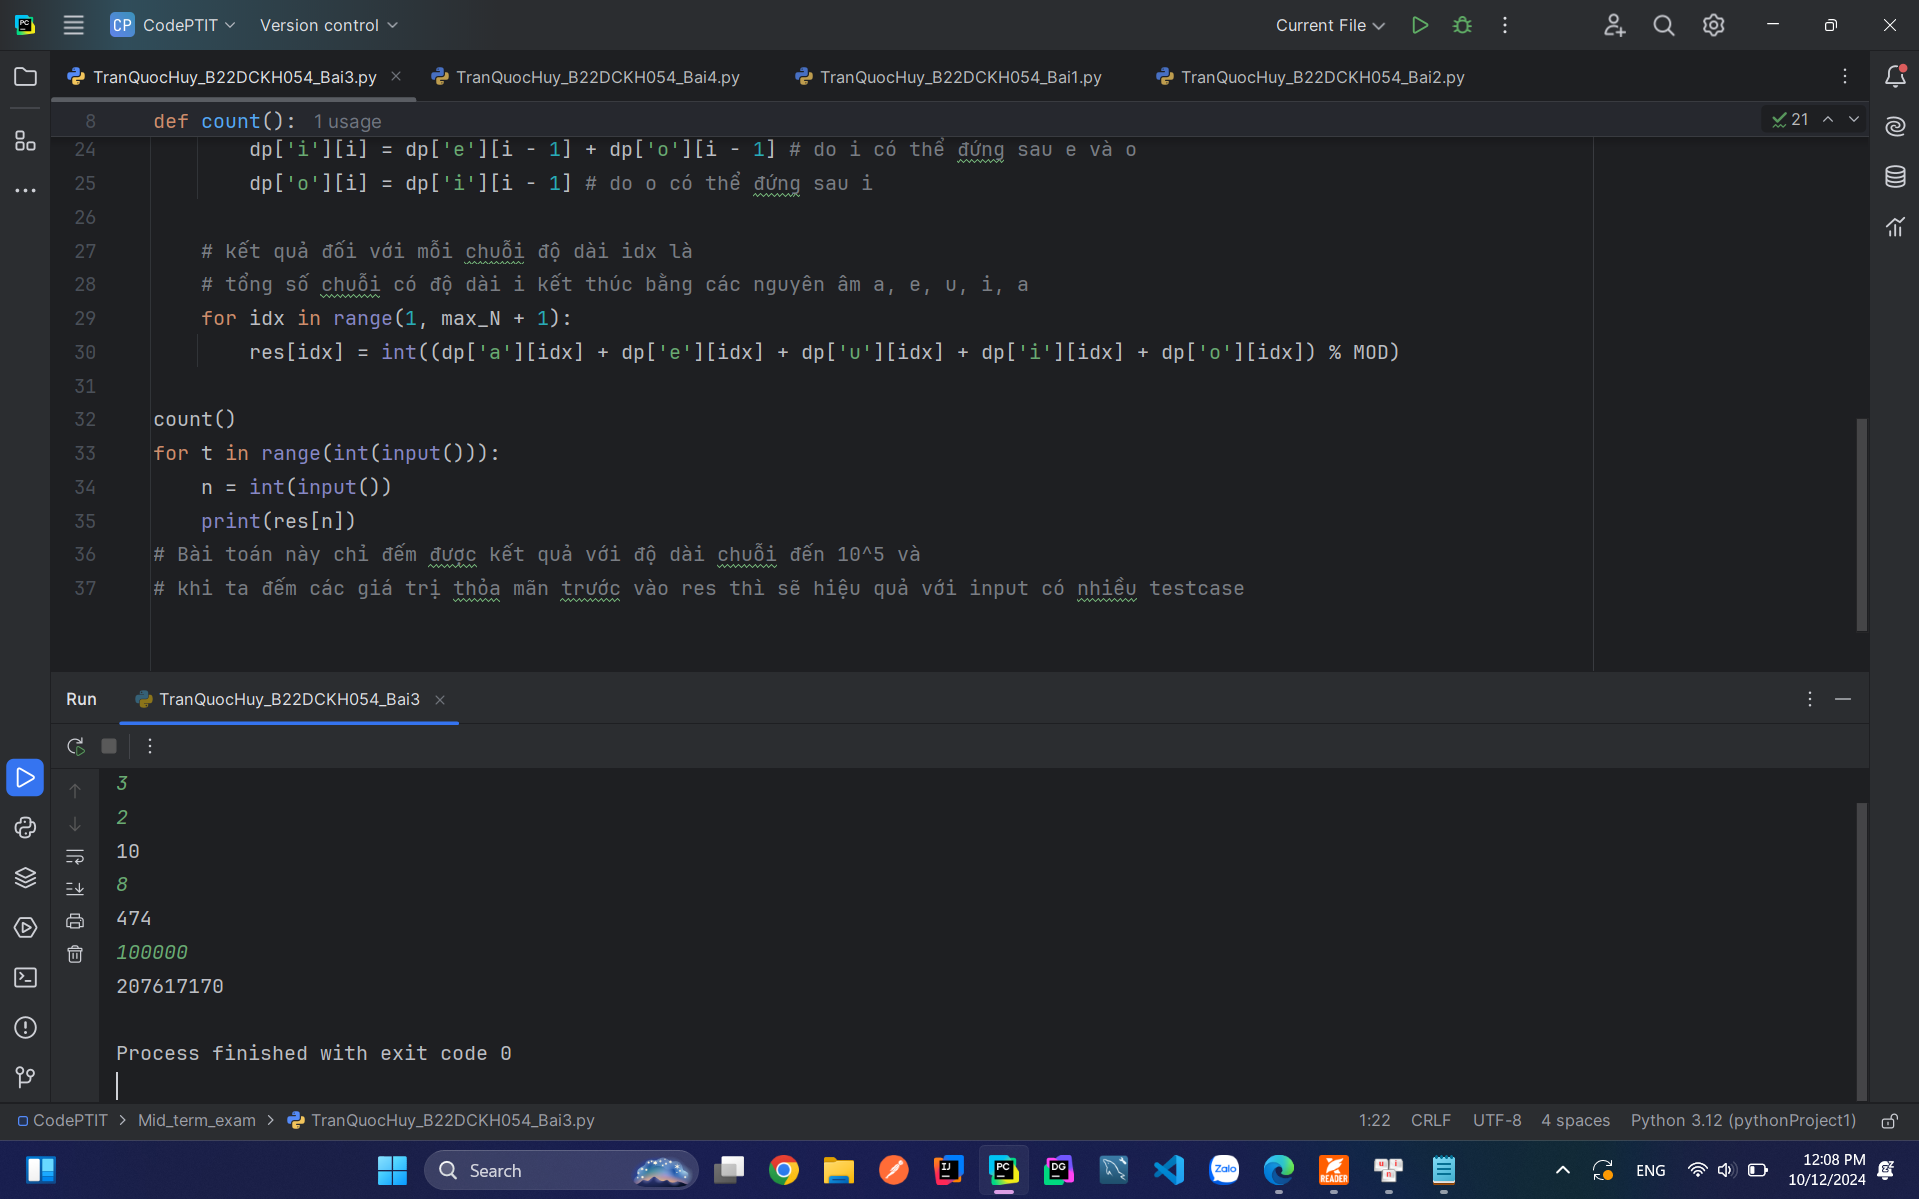 CP CodePTIT Version control Current File
TranQuocHuy_B22DCKH054_Bai3.py TranQuocHuy_B22DCKH054_Bai4.py TranQuocHuy_B22DCKH054_Bai1.py TranQuocHuy_B22DCKH054_Bai2.py
8 def count(): 1 usage 21
24 dp['i'][i] = dp['e'][i - 1] + dp['o'][i - 1] # do i có thể đứng sau e và o
25 dp['o'][i] = dp['i'][i - 1] # do o có thể đứng sau i
26
27 # kết quả đối với mỗi chuỗi độ dài idx là
28 # tổng số chuỗi có độ dài i kết thúc bằng các nguyên âm a, e, u, i, a
29 for idx in range(1, max_N + 1):
30 res[idx] = int((dp['a'][idx] + dp['e'][idx] + dp['u'][idx] + dp['i'][idx] + dp['o'][idx]) % MOD)
31
32 count()
33 for t in range(int(input())):
34 n = int(input())
35 print(res[n])
36 # Bài toán này chỉ đếm được kết quả với độ dài chuỗi đến 10^5 và
37 # khi ta đếm các giá trị thỏa mãn trước vào res thì sẽ hiệu quả với input có nhiều testcase
Run TranQuocHuy_B22DCKH054_Bai3
3
2
10
8
474
100000
207617170
Process finished with exit code 0
CodePTIT > Mid_term_exam > TranQuocHuy_B22DCKH054_Bai3.py 1:22 CRLF UTF-8 4 spaces Python 3.12 (pythonProject1)
Search IJ PC DG Zalo READER ENG 12:08 PM
10/12/2024